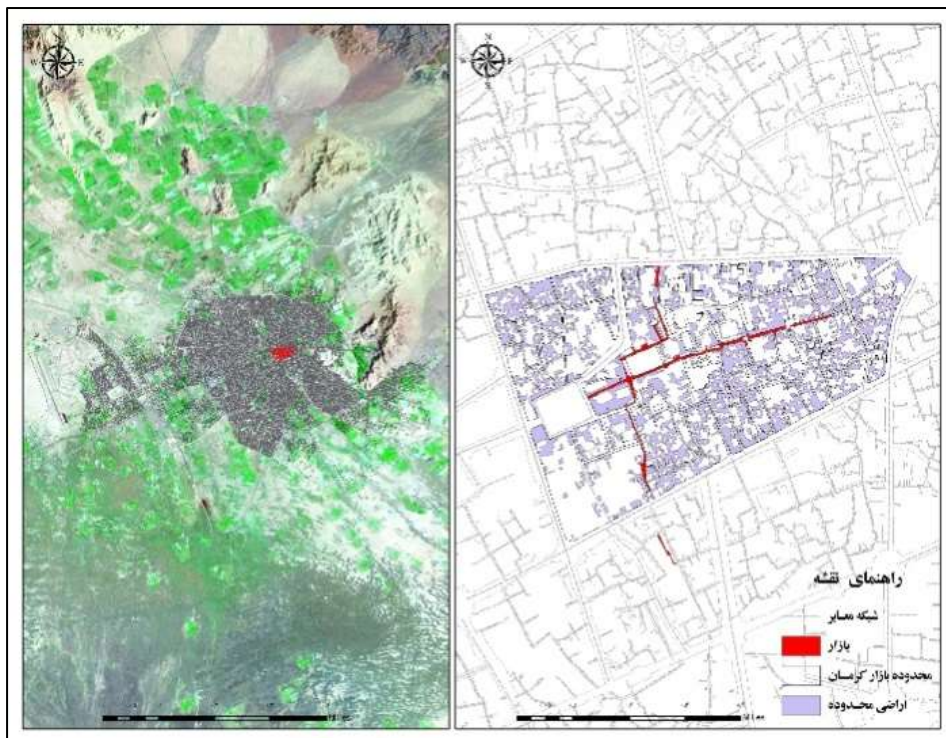 N
W E
S
N
W E
S
راهنمای نقشه
شبکه معابر
بازار
محدوده بازار کرمان
اراضی محدوده